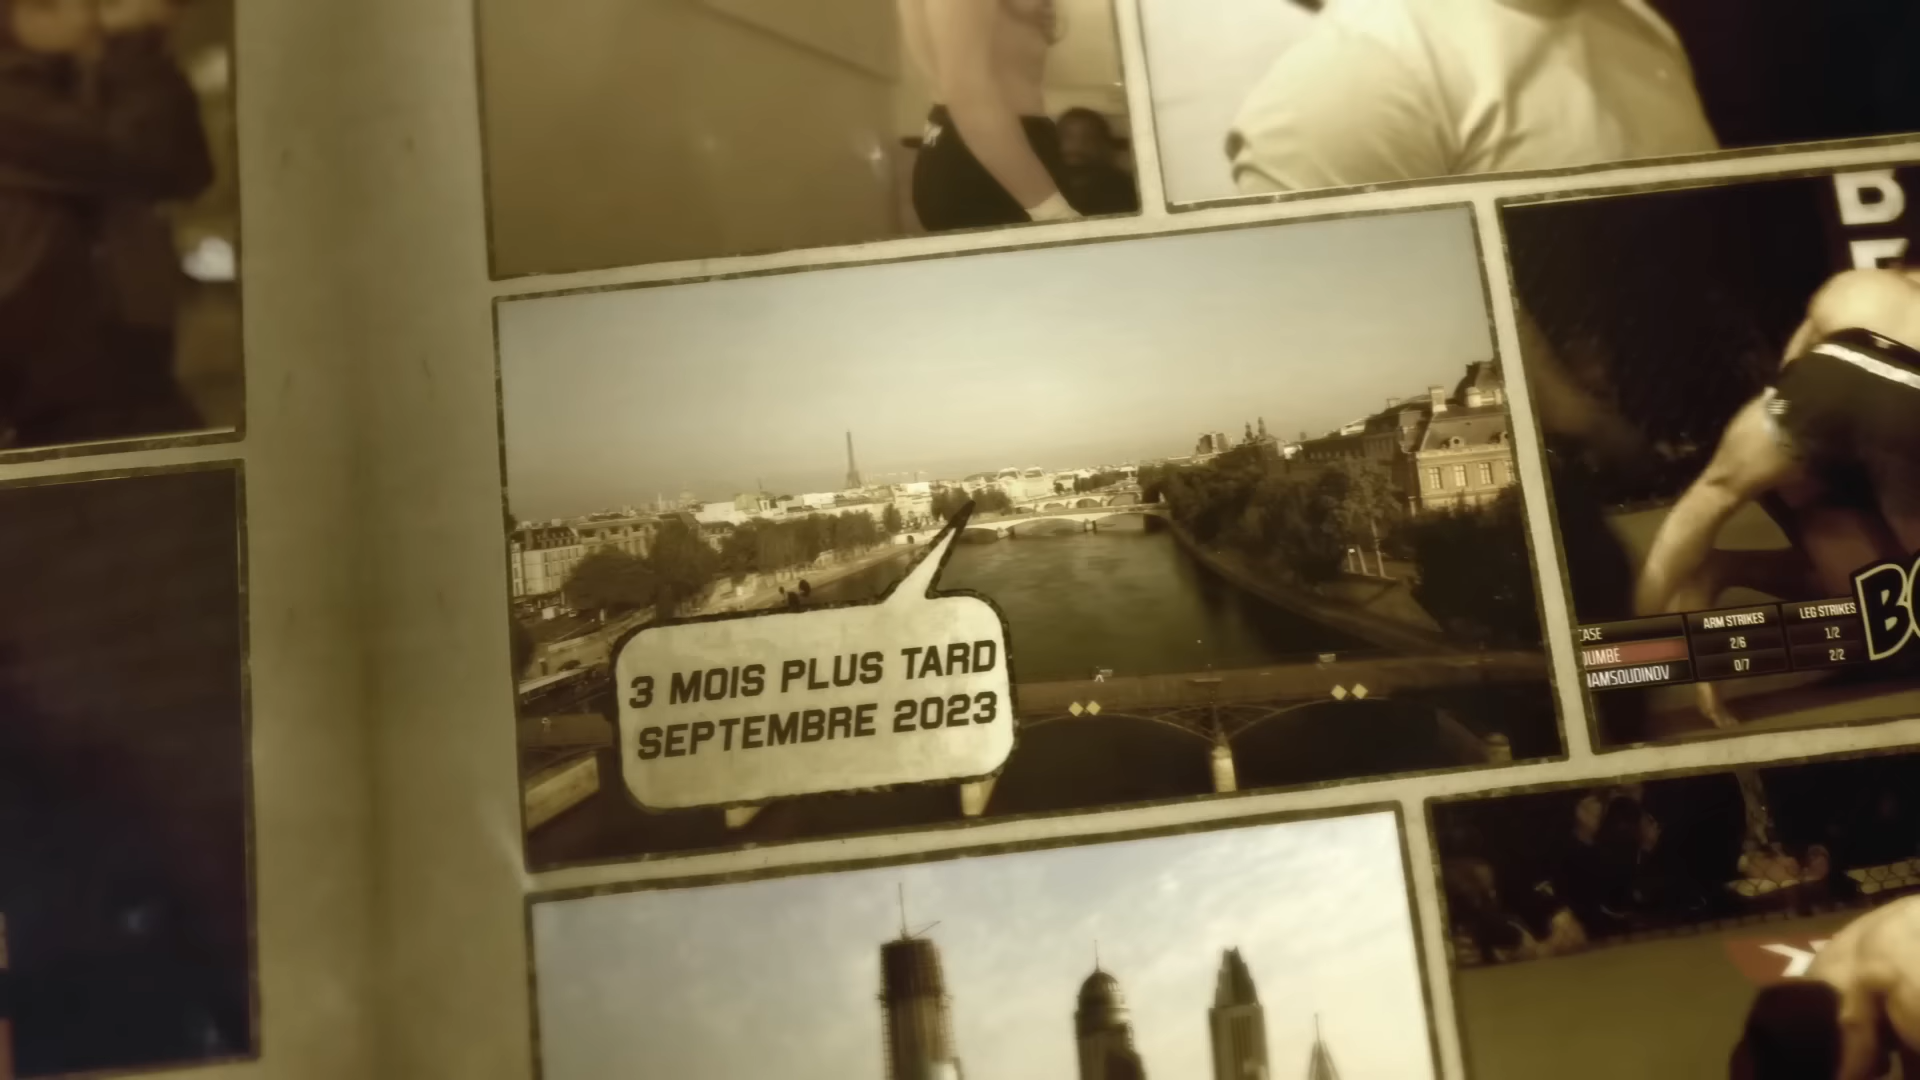 B
3 MOIS PLUS TARD
SEPTEMBRE 2023
ARM STRIKES LEG STRIKES
2/6 1/2
0/7 2/2